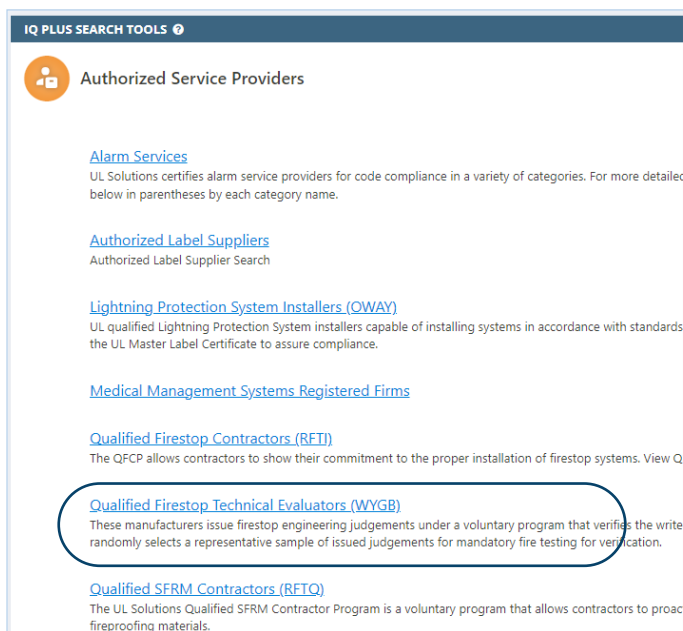 IQ PLUS SEARCH TOOLS ?
Authorized Service Providers
Alarm Services
UL Solutions certifies alarm service providers for code compliance in a variety of categories. For more detailed
below in parentheses by each category name.
Authorized Label Suppliers
Authorized Label Supplier Search
Lightning Protection System Installers (OWAY)
UL qualified Lightning Protection System installers capable of installing systems in accordance with standards
the UL Master Label Certificate to assure compliance.
Medical Management Systems Registered Firms
Qualified Firestop Contractors (RFTI)
The QFCP allows contractors to show their commitment to the proper installation of firestop systems. View Q
Qualified Firestop Technical Evaluators (WYGB)
These manufacturers issue firestop engineering judgements under a voluntary program that verifies the write
randomly selects a representative sample of issued judgements for mandatory fire testing for verification.
Qualified SFRM Contractors (RFTQ)
The UL Solutions Qualified SFRM Contractor Program is a voluntary program that allows contractors to proac
fireproofing materials.